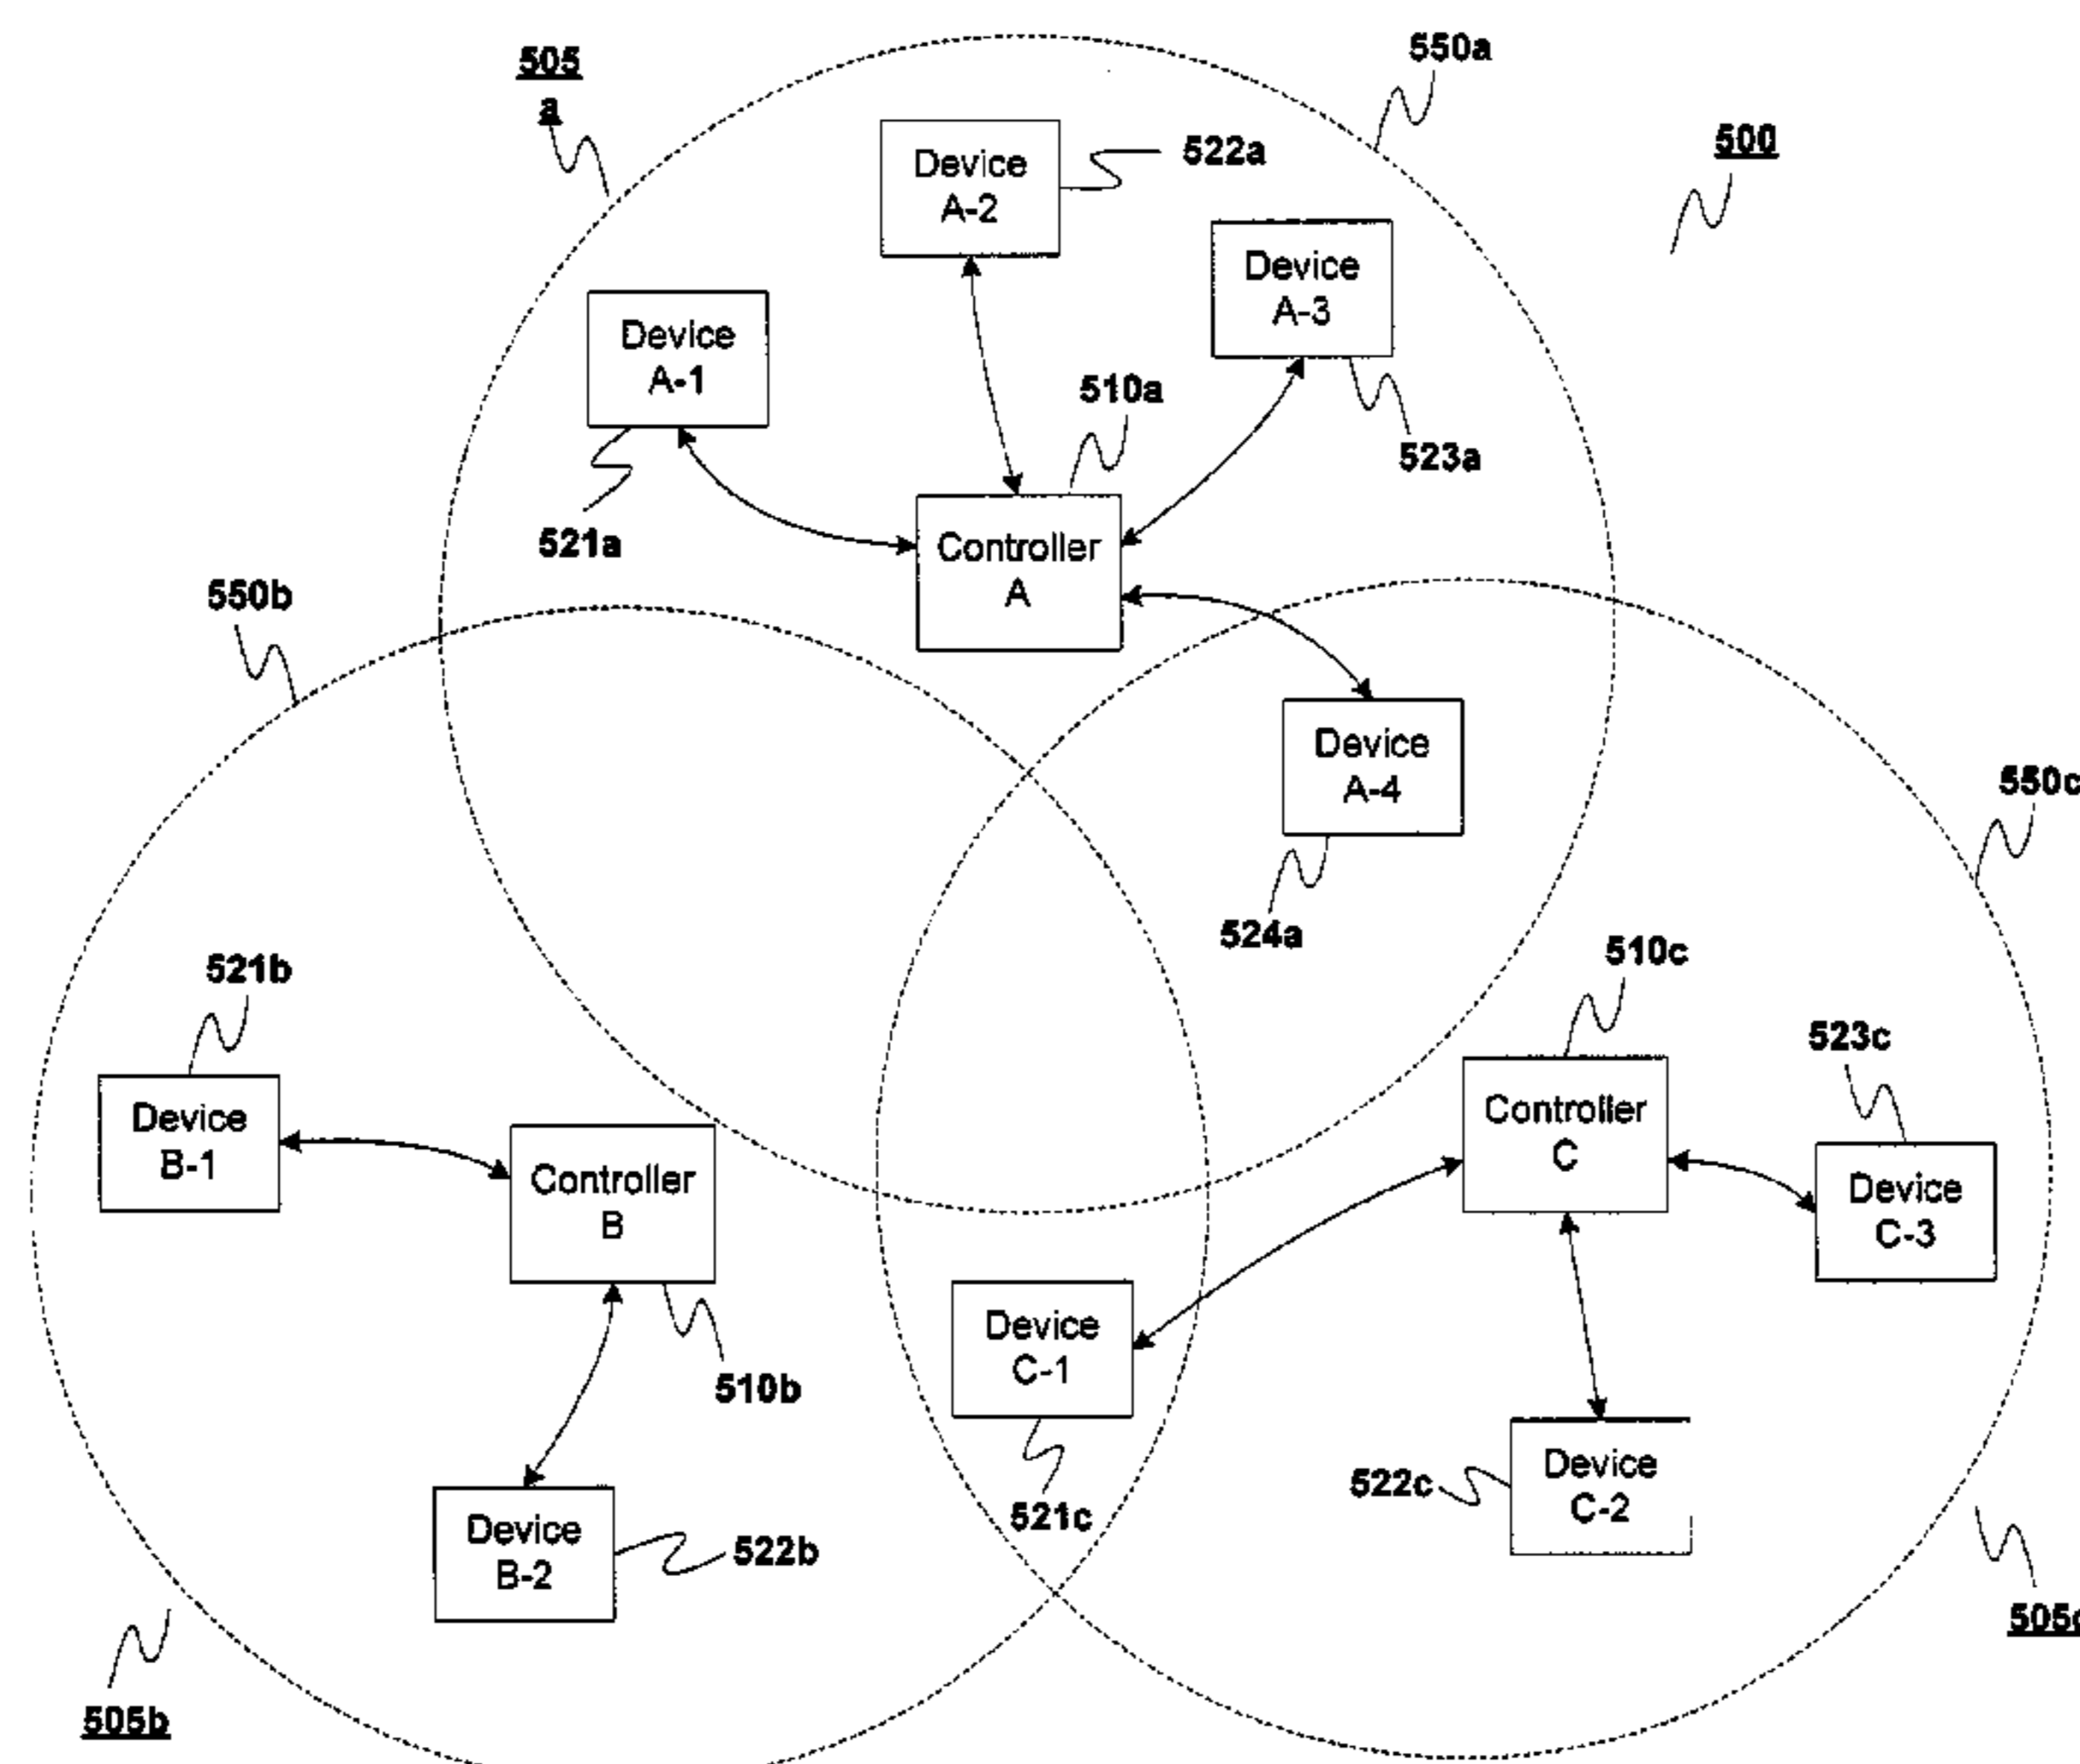 505
a
550a
500
Device
A-2
522a
Device
A-3
523a
Device
A-1
521a
510a
Controller
A
550b
Device
A-4
524a
550c
521b
Device
B-1
Controller
B
510b
Device
B-2
522b
505b
510c
Controller
C
523c
Device
C-3
Device
C-1
521c
522c
Device
C-2
505c